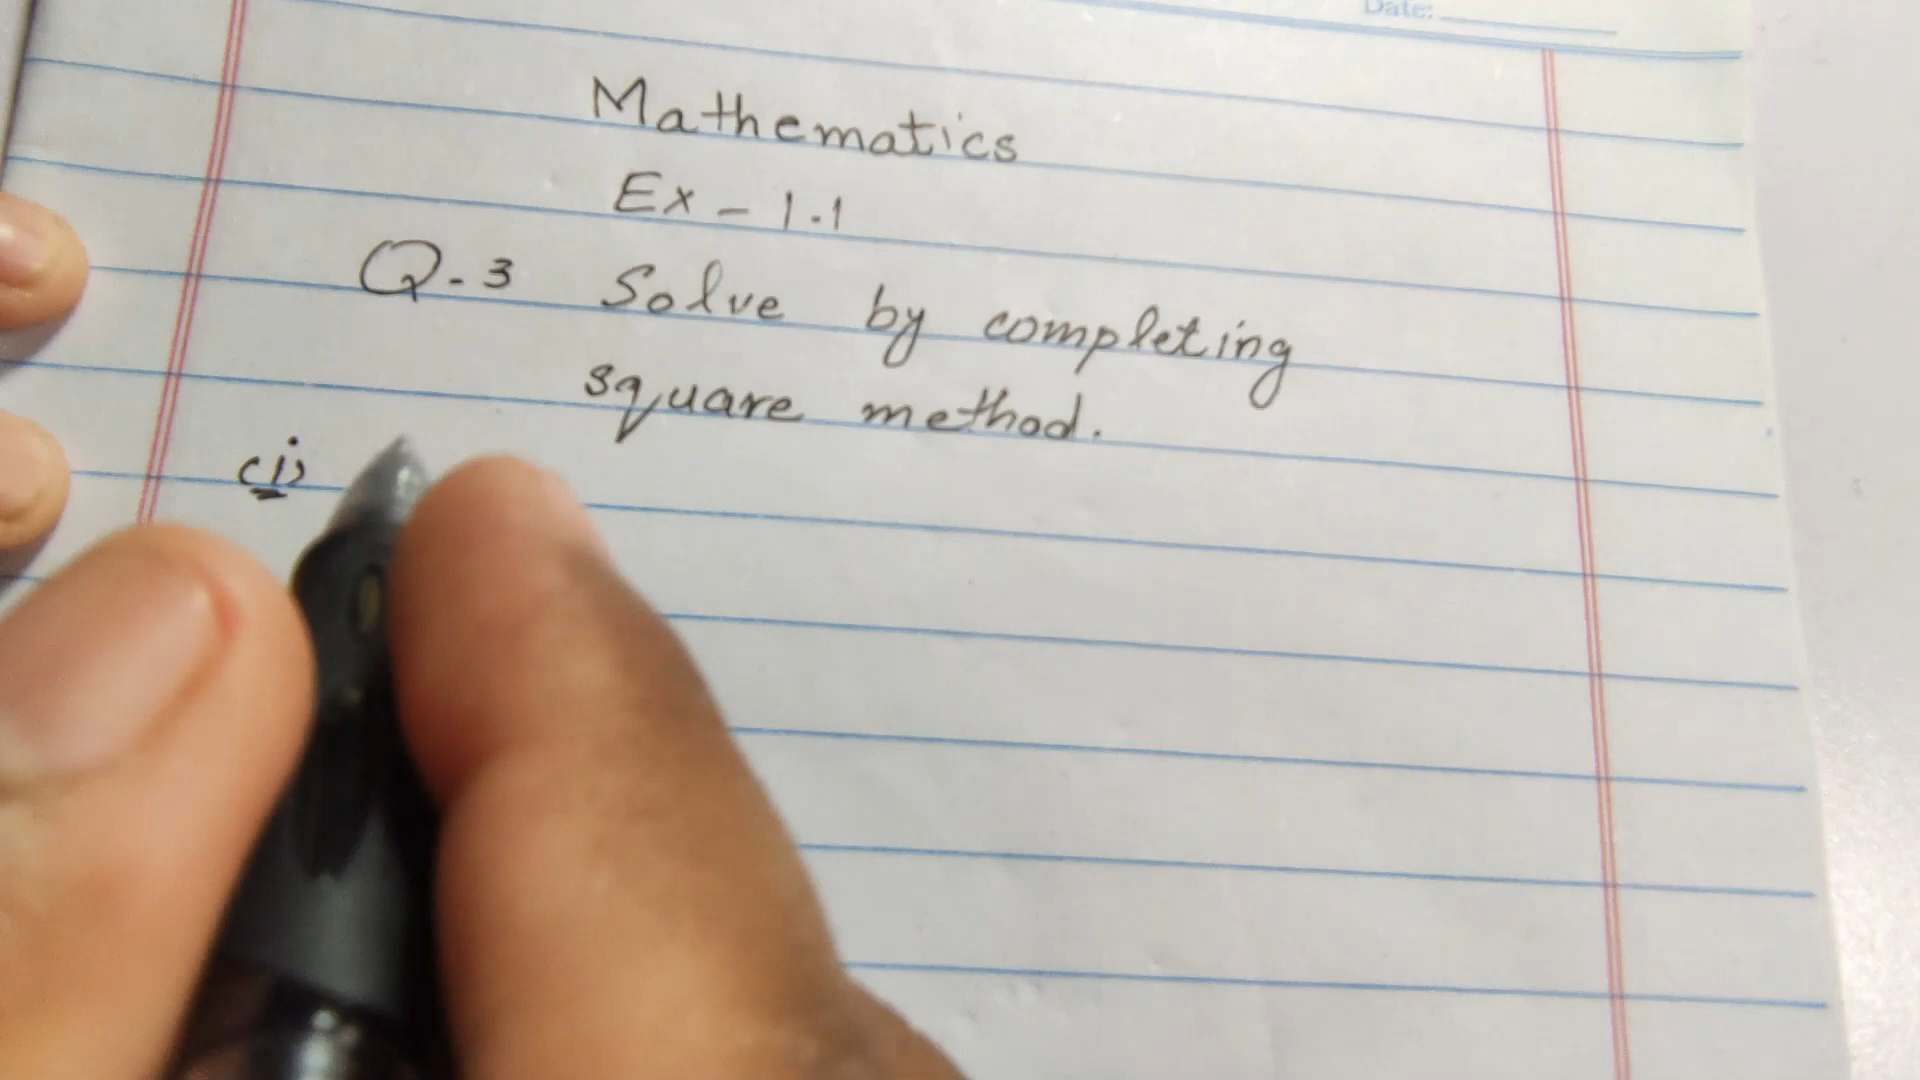 Date:
Mathematics
Ex - 1.1
Q.3 Solve by completing
square method.
(i)